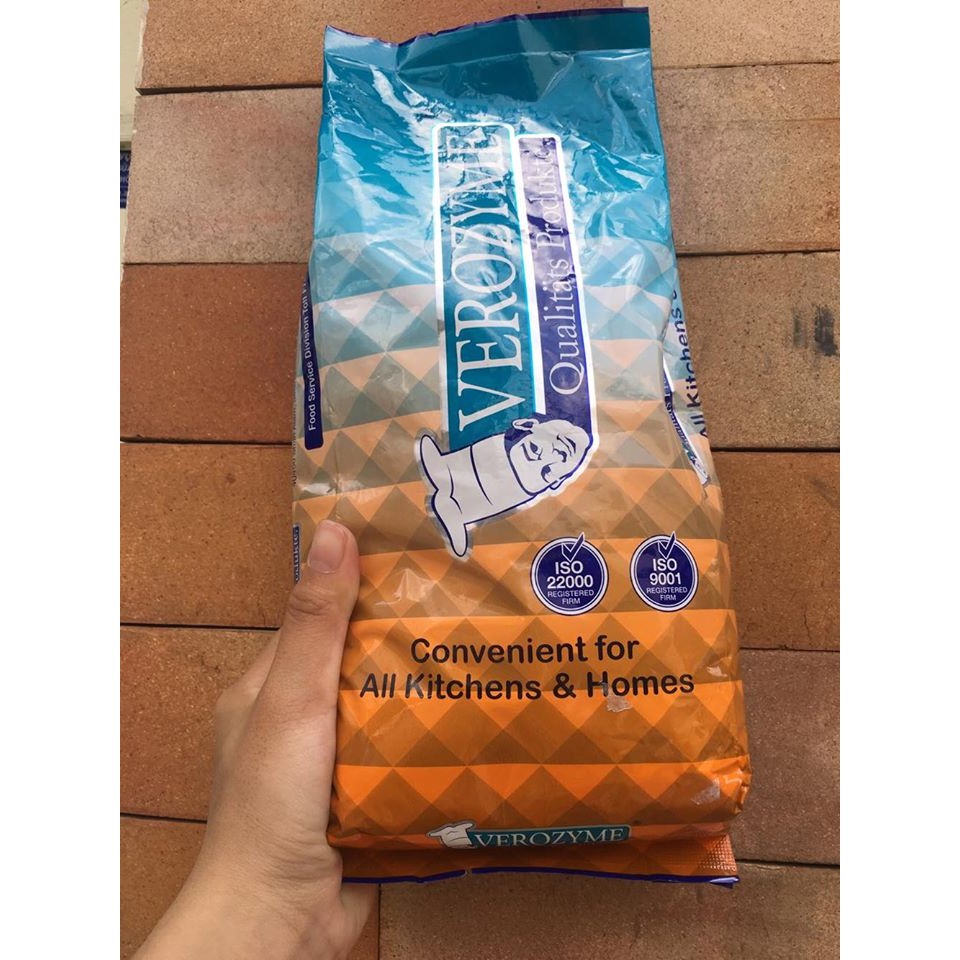 VEROZYME
Qualitäts Produkte
Food Service Division Toll
All Kitchens
ISO
22000
REGISTERED
FIRM
ISO
9001
REGISTERED
FIRM
Convenient for
All Kitchens & Homes
VEROZYME